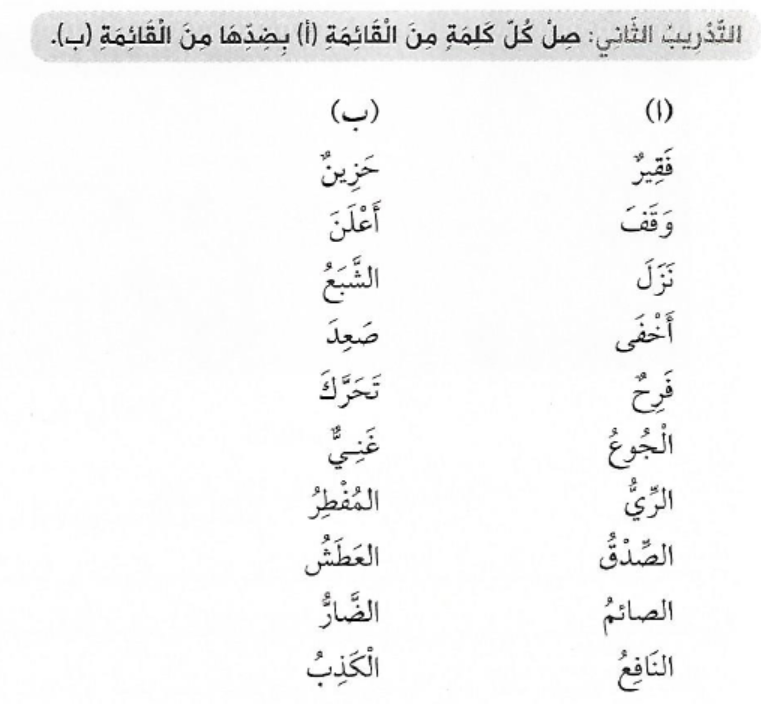 التَّدْرِيبُ الثَّانِي: صِلْ كُلّ كَلِمَةٍ مِنَ الْقَائِمَةِ (أ) بِضِدِّهَا مِنَ الْقَائِمَةِ (ب).
(ا) (ب)
فَقِيرٌ حَزِينٌ
وَقَفَ أَعْلَنَ
نَزَلَ الشَّبَعُ
أَخْفَى صَعِدَ
فَرِحٌ تَحَرَّكَ
الْجُوعُ غَنِيٌّ
الرِّيُّ المُفْطِرُ
الصِّدْقُ العَطَشُ
الصائمُ الضَّارُّ
النَافِعُ الْكَذِبُ